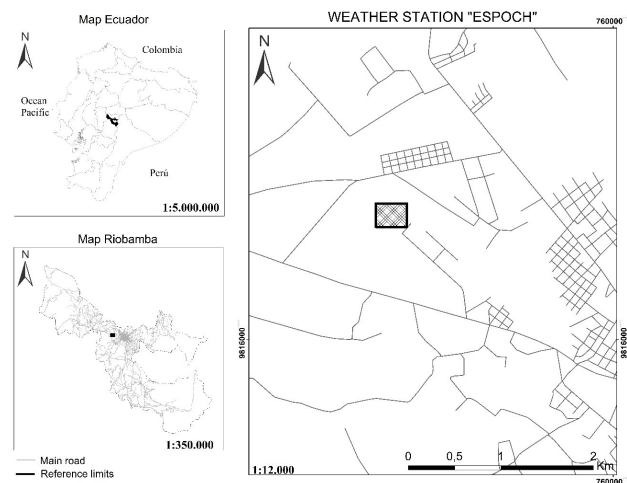 Map Ecuador
N
Colombia
Ocean
Pacific
Perú
1:5.000.000
Map Riobamba
N
1:350.000
Main road
Reference limits
WEATHER STATION "ESPOCH"
760000
N
9816000
9816000
0 0,5 1 2
Km
1:12.000
760000